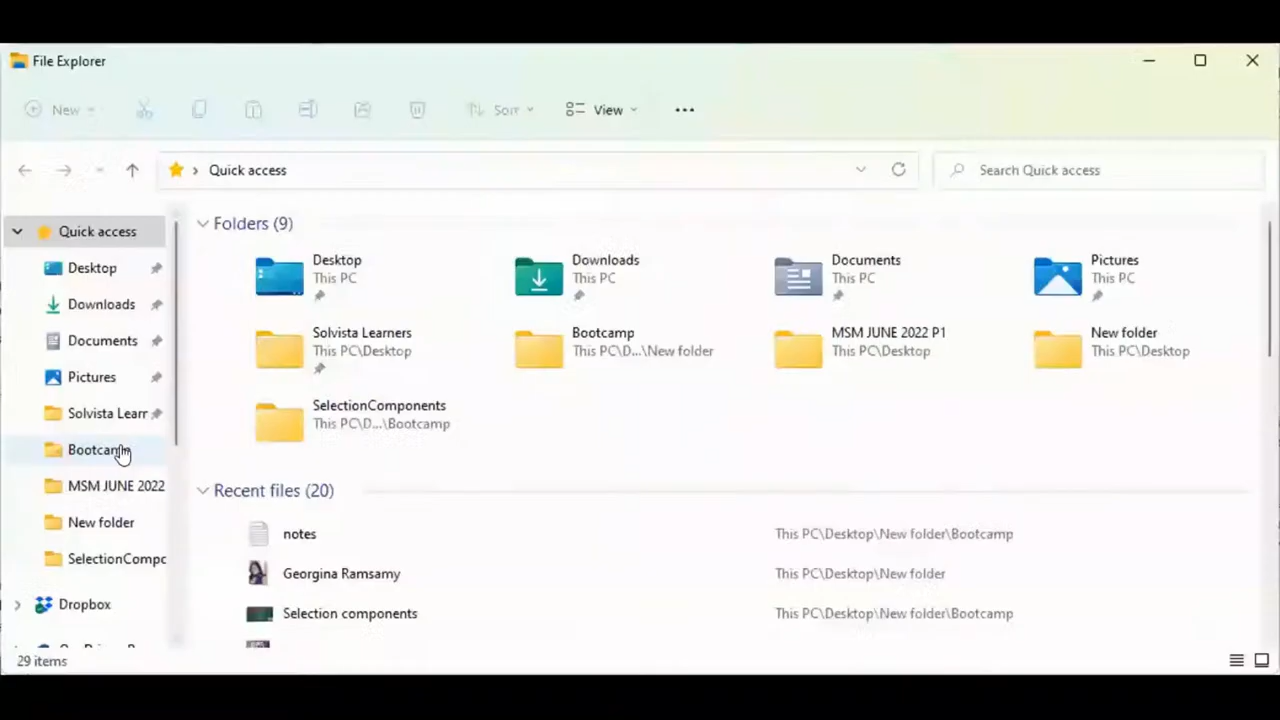 File Explorer
New
Sort
View
Quick access
Search Quick access
Quick access
Desktop
Downloads
Documents
Pictures
Solvista Learr
Bootcamp
MSM JUNE 2022
New folder
SelectionCompo
Dropbox
Folders (9)
Desktop
This PC
Downloads
This PC
Documents
This PC
Pictures
This PC
Solvista Learners
This PC\Desktop
Bootcamp
This PC\D...\New folder
MSM JUNE 2022 P1
This PC\Desktop
New folder
This PC\Desktop
SelectionComponents
This PC\D...\Bootcamp
Recent files (20)
notes This PC\Desktop\New folder\Bootcamp
Georgina Ramsamy This PC\Desktop\New folder
Selection components This PC\Desktop\New folder\Bootcamp
29 items